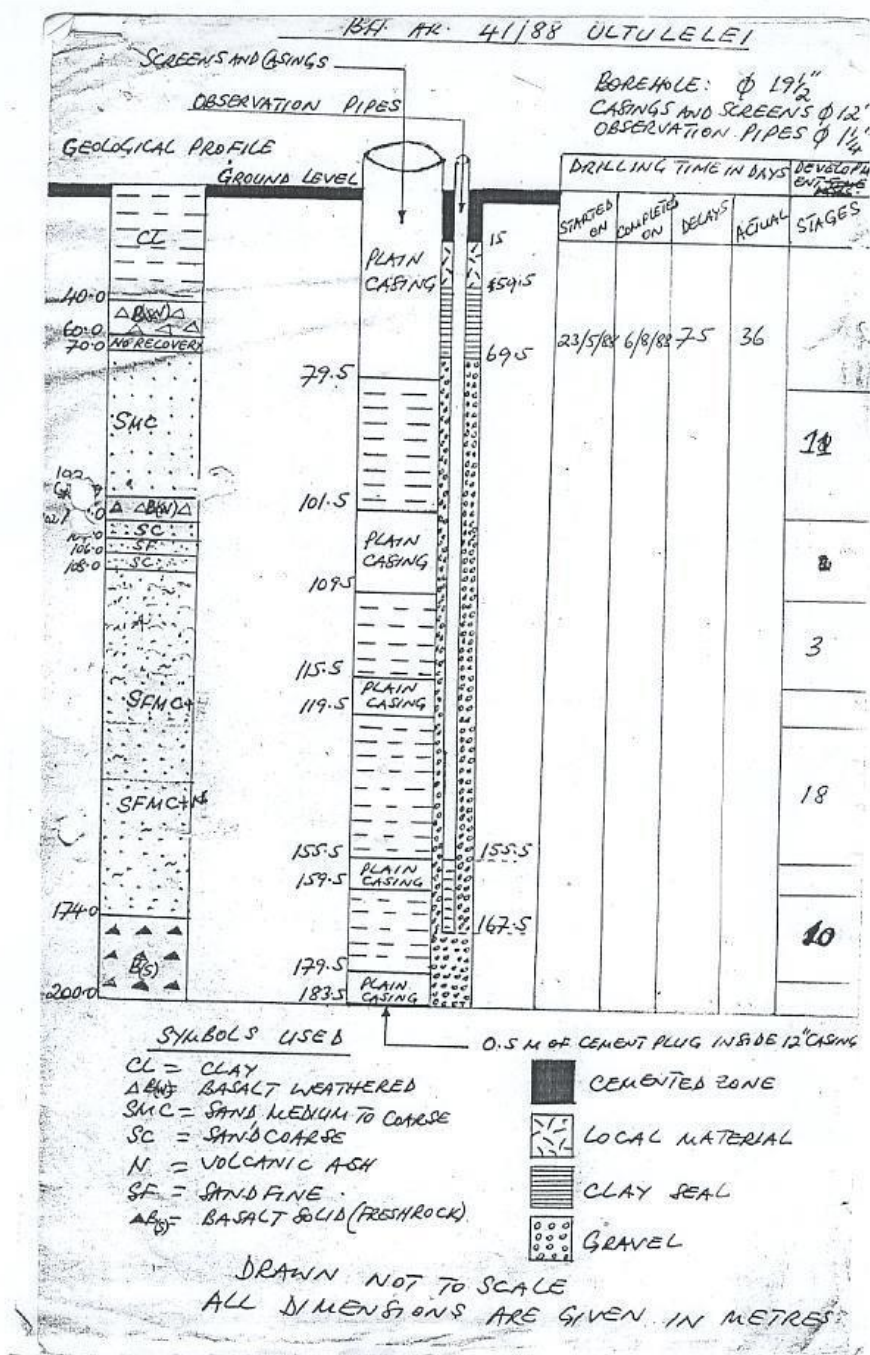 BH. AR. 41/88 ULTULELEI
SCREENS AND CASINGS
OBSERVATION PIPES
BOREHOLE: φ 19½"
CASINGS AND SCREENS φ 12"
OBSERVATION PIPES φ 1¼"
GEOLOGICAL PROFILE
GROUND LEVEL
DRILLING TIME IN DAYS
STARTED ON
COMPLETED ON
DELAYS
ACTUAL
STAGES
CL
PLAIN CASING
15
59.5
40.0
B(W)
60.0
70.0 NO RECOVERY
69.5
23/5/88 6/8/88 75 36
79.5
SMC
11
101.5
B(W)
SC
106.0 SF
108.0 SC
PLAIN CASING
109.5
3
115.5
PLAIN CASING
119.5
SFMC+
SFMC+N
18
155.5
155.5
PLAIN CASING
159.5
174.0
167.5
10
B(S)
179.5
PLAIN CASING
200.0
183.5
0.5 M OF CEMENT PLUG INSIDE 12" CASING
SYMBOLS USED
CL = CLAY
B(W)= BASALT WEATHERED
SMC = SAND MEDIUM TO COARSE
SC = SAND COARSE
N = VOLCANIC ASH
SF = SAND FINE
B(S)= BASALT SOLID (FRESHROCK)
CEMENTED ZONE
LOCAL MATERIAL
CLAY SEAL
GRAVEL
DRAWN NOT TO SCALE
ALL DIMENSIONS ARE GIVEN IN METRES